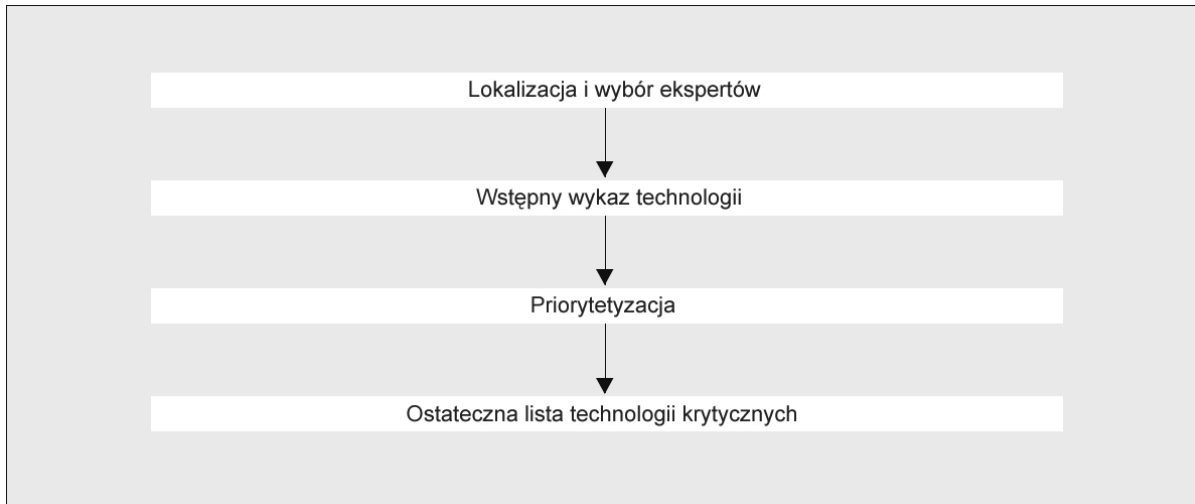 Lokalizacja i wybór ekspertów
Wstępny wykaz technologii
Priorytetyzacja
Ostateczna lista technologii krytycznych